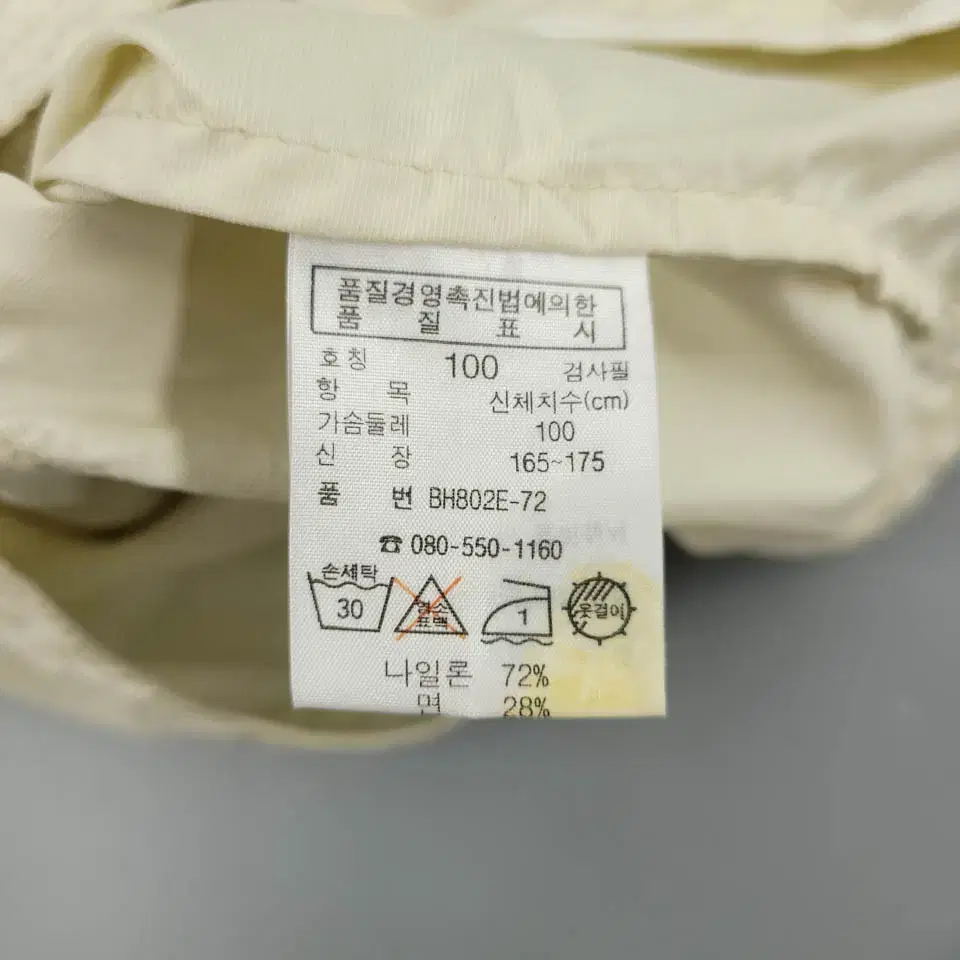 품질경영촉진법에의한
품 질 표 시
호칭 100 검사필
항 목 신체치수(cm)
가슴둘레 100
신 장 165~175
품 번 BH802E-72
☎ 080-550-1160
손세탁
30
염소
표백
1
옷걸이
나일론 72%
면 28%